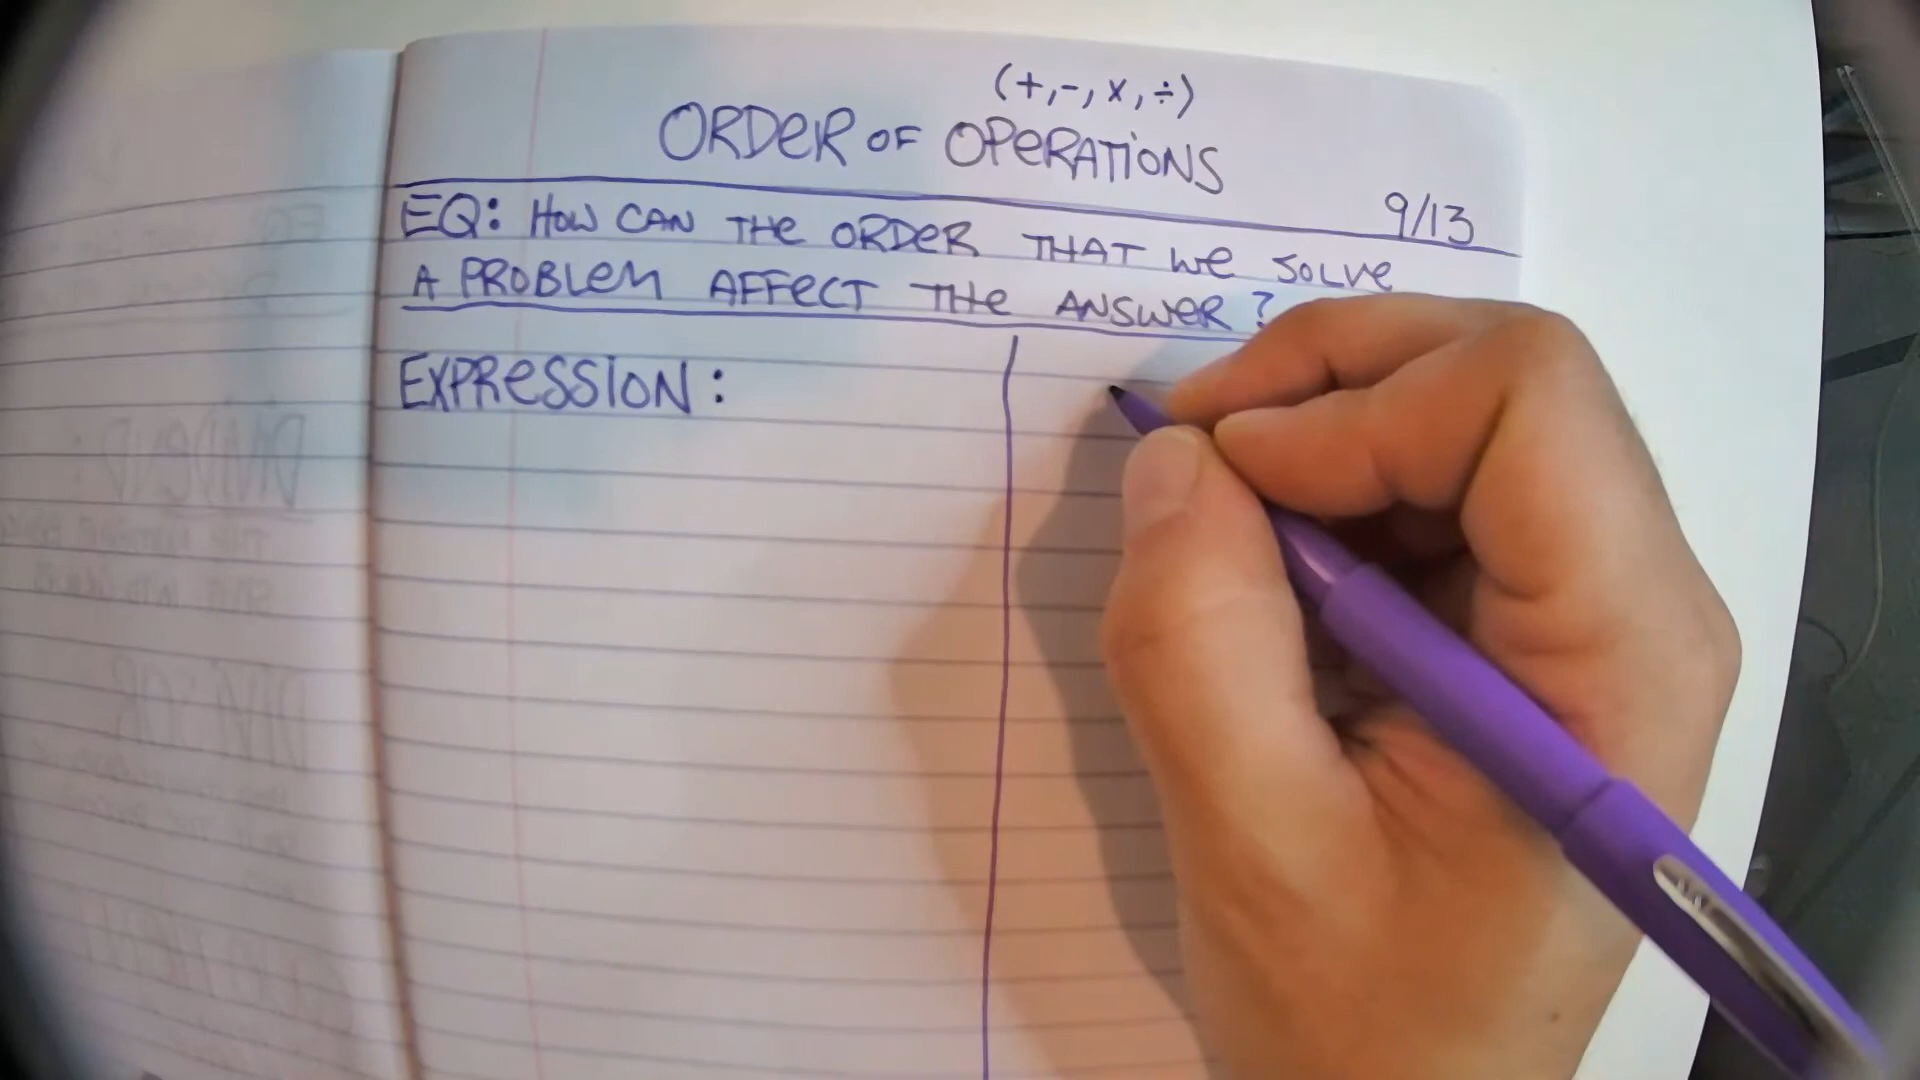 (+,-,x,÷)
ORDER OF OPERATIONS
9/13
EQ: HOW CAN THE ORDER THAT WE SOLVE
A PROBLEM AFFECT THE ANSWER?
EXPRESSION: